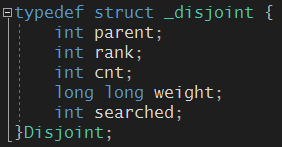 typedef struct _disjoint {
    int parent;
    int rank;
    int cnt;
    long long weight;
    int searched;
}Disjoint;